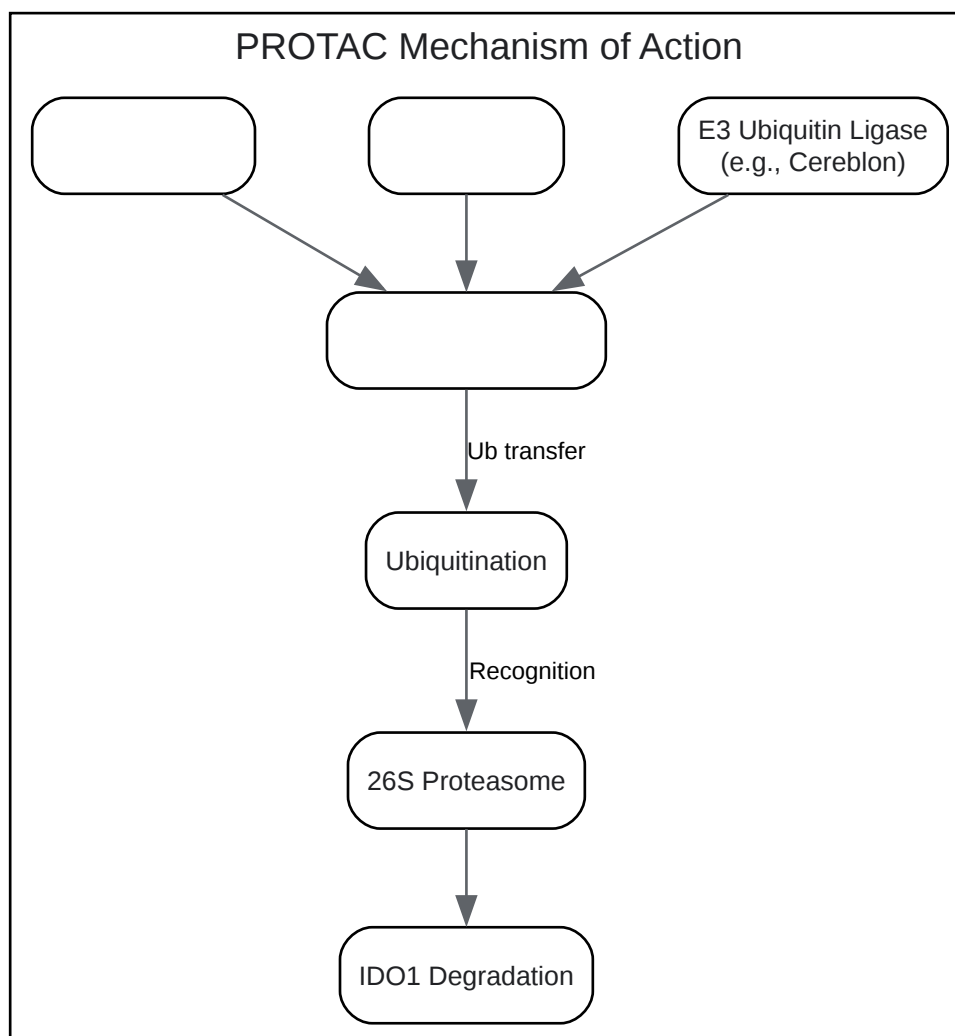 PROTAC Mechanism of Action
E3 Ubiquitin Ligase
(e.g., Cereblon)
Ub transfer
Ubiquitination
Recognition
26S Proteasome
IDO1 Degradation